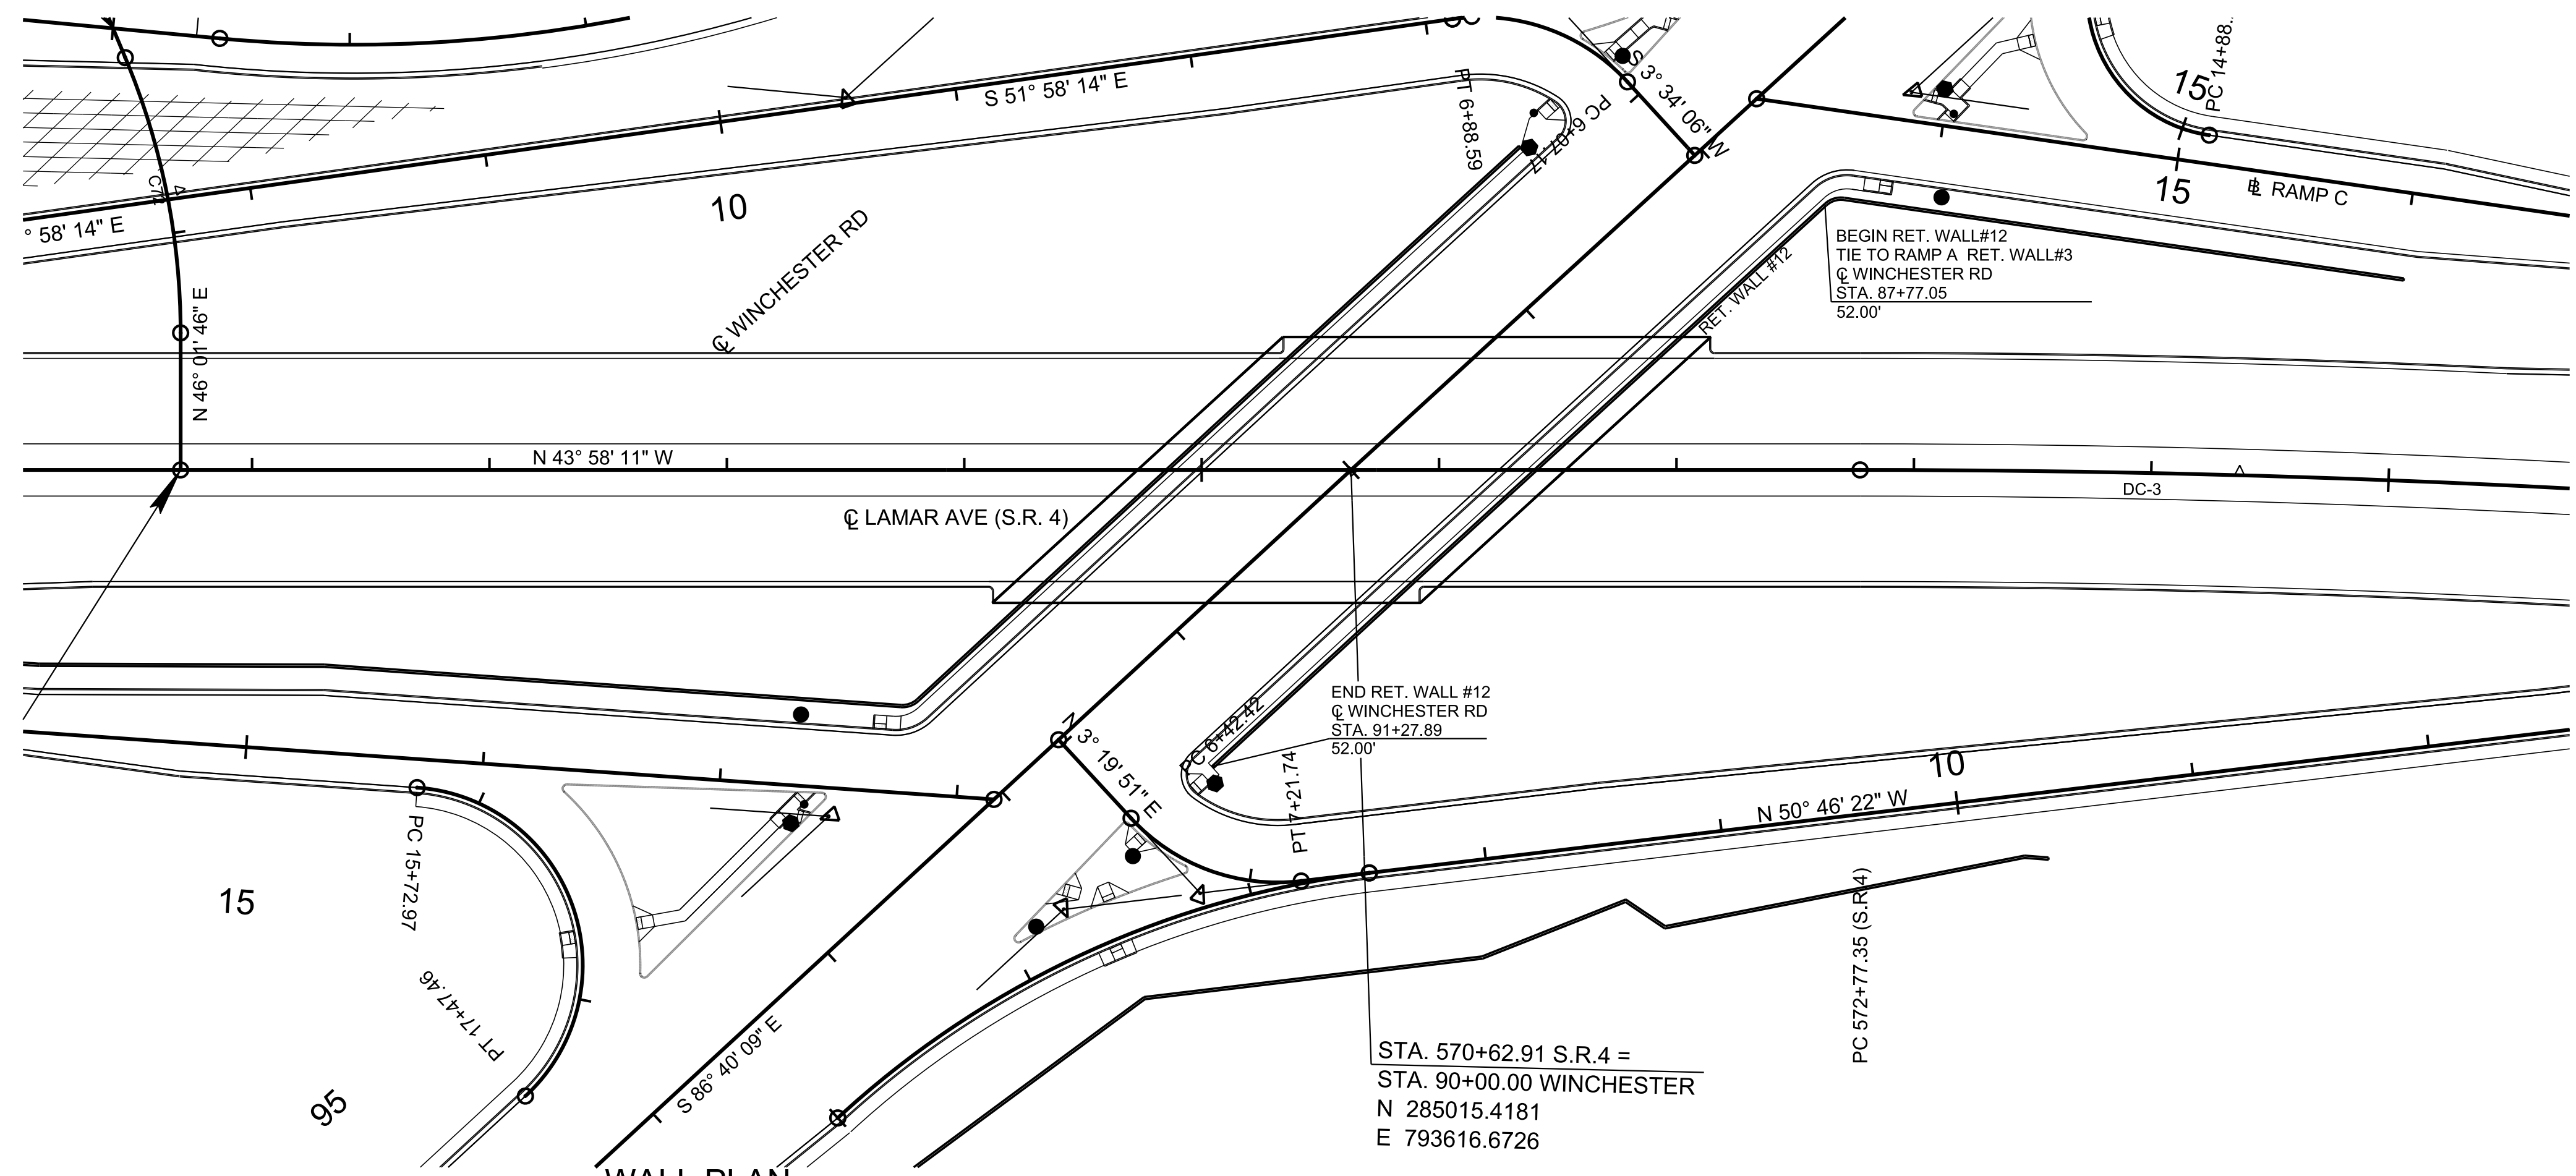 S 51° 58' 14" E
PT 6+88.59
PC 6+07.17
S 3° 34' 06" W
15
PC 14+88.
15
℄ WINCHESTER RD
10
° 58' 14" E
N 46° 01' 46" E
RAMP C
BEGIN RET. WALL#12
TIE TO RAMP A RET. WALL#3
℄ WINCHESTER RD
STA. 87+77.05
52.00'
RET. WALL #12
N 43° 58' 11" W
DC-3
℄ LAMAR AVE (S.R. 4)
END RET. WALL #12
℄ WINCHESTER RD
STA. 91+27.89
52.00'
PC 6+42.42
N 3° 19' 51" E
PT 7+21.74
10
N 50° 46' 22" W
PC 15+72.97
15
PT 17+47.46
95
S 86° 40' 09" E
PC 572+77.35 (S.R.4)
STA. 570+62.91 S.R.4 =
STA. 90+00.00 WINCHESTER
N 285015.4181
E 793616.6726
WALL PLAN